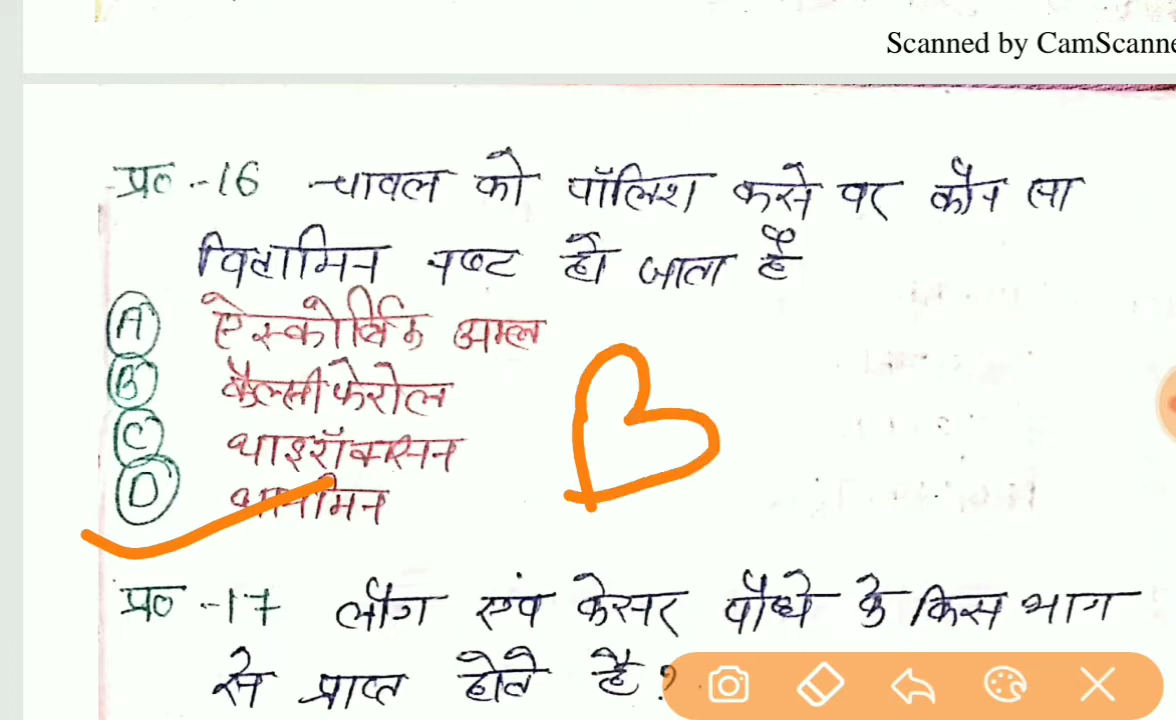 Scanned by CamScanne
प्र० -16 चावल को पॉलिश करने पर कौन सा
विटामिन नष्ट हो जाता है
A ऐस्कोर्बिक अम्ल
B कैल्सीफेरोल
C थाइरॉक्सिन
D थायमिन
B
प्र० -17 लौंग एवं केसर पौधे के किस भाग
से प्राप्त होते है ?